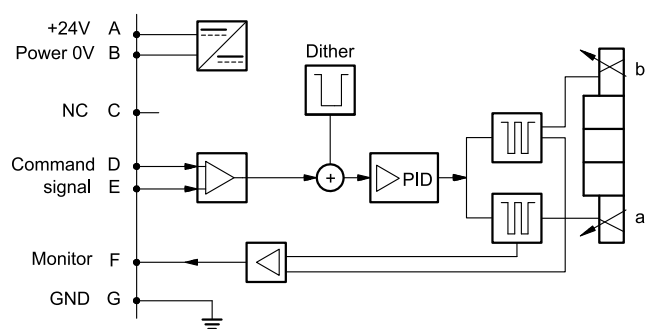 +24V A
Power 0V B
Dither
b
NC C
Command D
signal E
+
PID
a
Monitor F
GND G